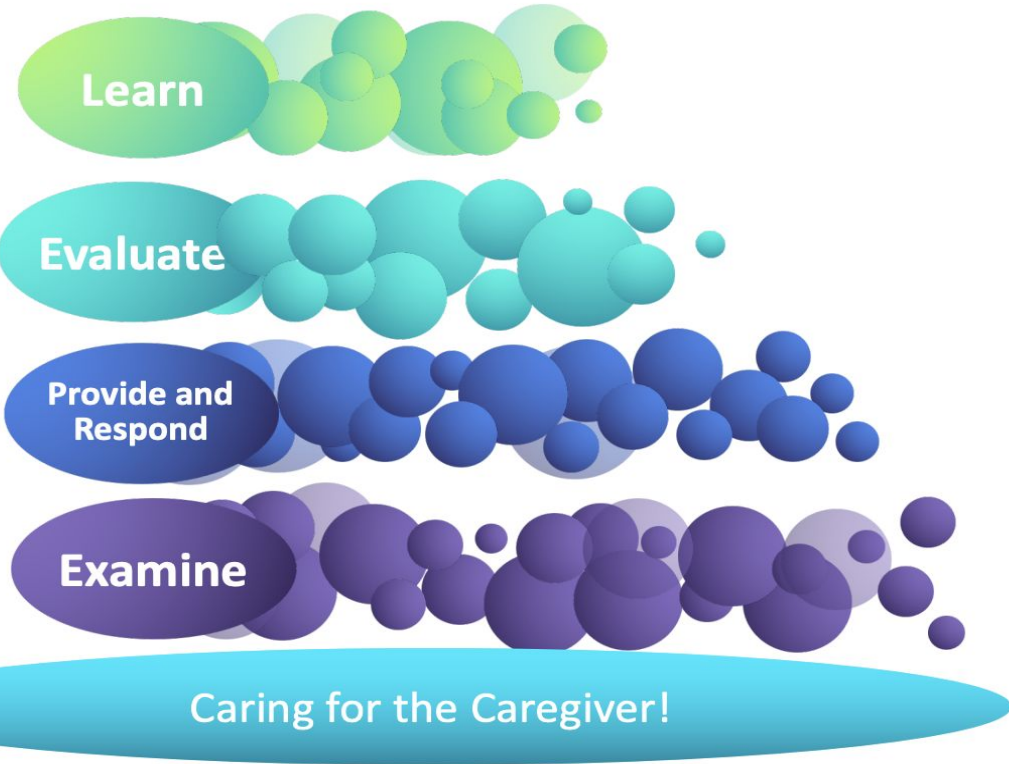 Learn
Evaluate
Provide and
Respond
Examine
Caring for the Caregiver!